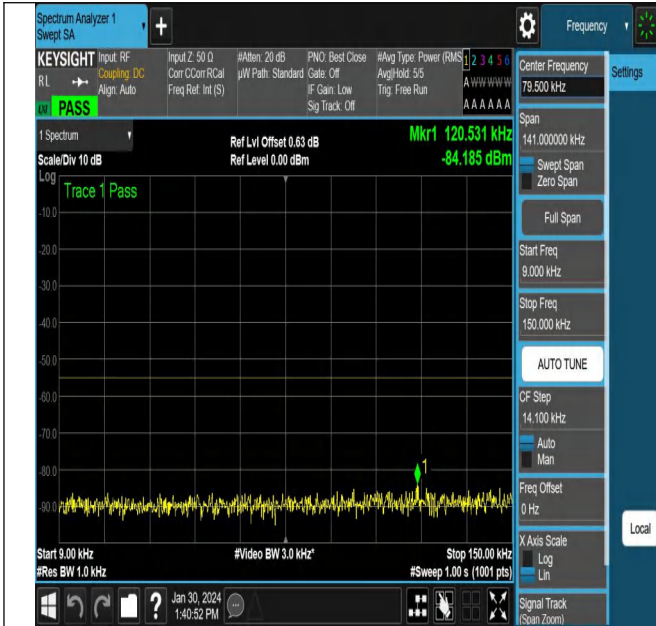 Spectrum Analyzer 1
Swept SA
+
Frequency
KEYSIGHT
Input: RF
Coupling: DC
Align: Auto
RL
PASS
Input Z: 50 Ω
Corr CCorr RCal
Freq Ref: Int (S)
#Atten: 20 dB
µW Path: Standard
PNO: Best Close
Gate: Off
IF Gain: Low
Sig Track: Off
#Avg Type: Power (RMS
Avg|Hold: 5/5
Trig: Free Run
1 2 3 4 5 6
A W W W W W
A A A A A A
1 Spectrum
Scale/Div 10 dB
Ref Lvl Offset 0.63 dB
Ref Level 0.00 dBm
Mkr1 120.531 kHz
-84.185 dBm
Log
Trace 1 Pass
-10.0
-20.0
-30.0
-40.0
-50.0
-60.0
-70.0
-80.0
-90.0
1
Start 9.00 kHz
#Res BW 1.0 kHz
#Video BW 3.0 kHz*
Stop 150.00 kHz
#Sweep 1.00 s (1001 pts)
?
Jan 30, 2024
1:40:52 PM
Center Frequency
79.500 kHz
Span
141.000000 kHz
Swept Span
Zero Span
Full Span
Start Freq
9.000 kHz
Stop Freq
150.000 kHz
AUTO TUNE
CF Step
14.100 kHz
Auto
Man
Freq Offset
0 Hz
X Axis Scale
Log
Lin
Signal Track
(Span Zoom)
Settings
Local